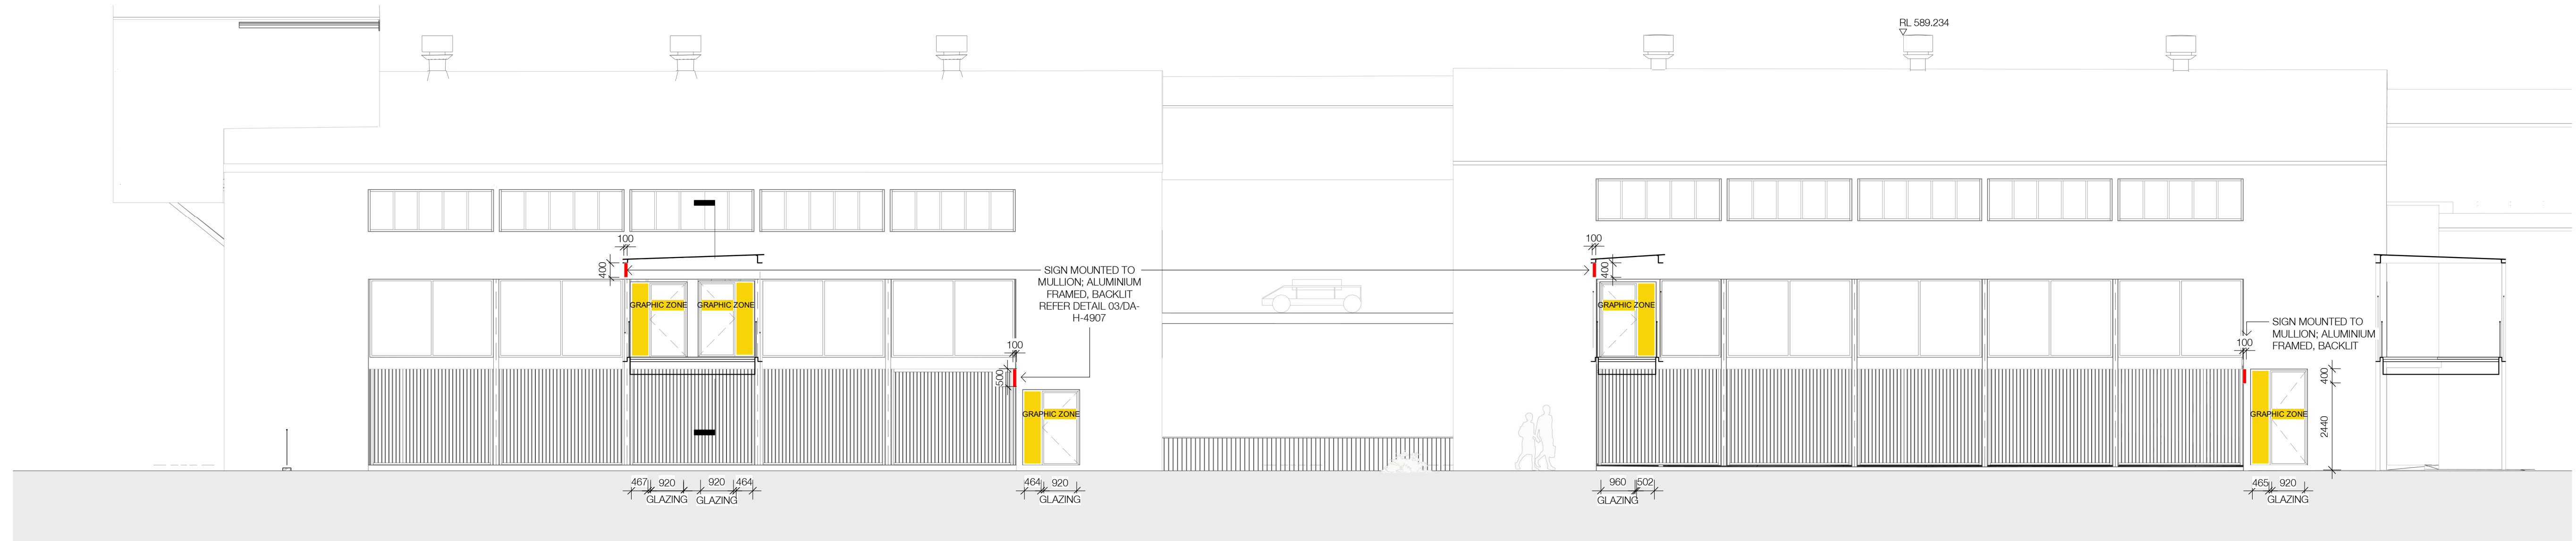 RL 589.234
100
400
SIGN MOUNTED TO
MULLION; ALUMINIUM
FRAMED, BACKLIT
REFER DETAIL 03/DA-
H-4907
100
400
GRAPHIC ZONE
GRAPHIC ZONE
GRAPHIC ZONE
SIGN MOUNTED TO
MULLION; ALUMINIUM
FRAMED, BACKLIT
100
500
100
400
2440
GRAPHIC ZONE
GRAPHIC ZONE
467
920
920
464
GLAZING
GLAZING
464
920
GLAZING
960
502
GLAZING
465
920
GLAZING